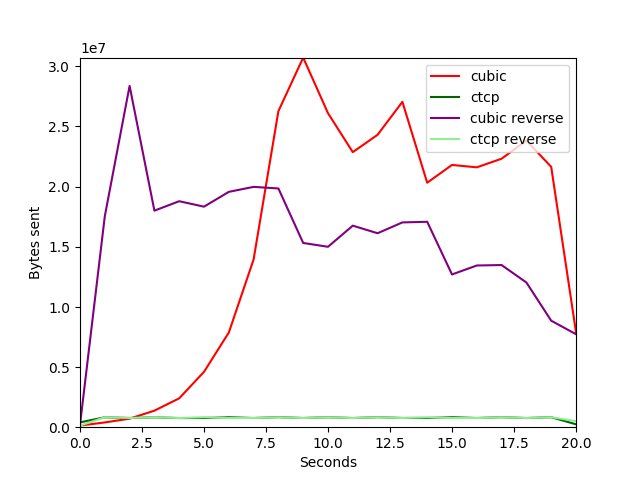 1e7
3.0
2.5
2.0
1.5
1.0
0.5
0.0
Bytes sent
cubic
ctcp
cubic reverse
ctcp reverse
0.0 2.5 5.0 7.5 10.0 12.5 15.0 17.5 20.0
Seconds